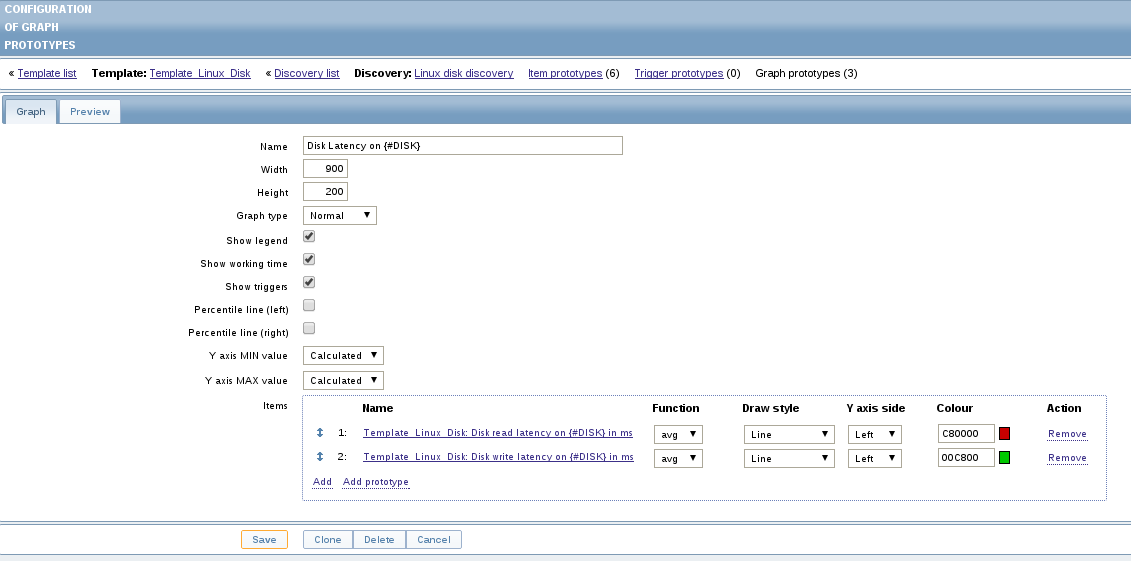 CONFIGURATION
OF GRAPH
PROTOTYPES
« Template list Template: Template_Linux_Disk « Discovery list Discovery: Linux disk discovery Item prototypes (6) Trigger prototypes (0) Graph prototypes (3)
Graph Preview
Name Disk Latency on {#DISK}
Width 900
Height 200
Graph type Normal
Show legend
Show working time
Show triggers
Percentile line (left)
Percentile line (right)
Y axis MIN value Calculated
Y axis MAX value Calculated
Items Name Function Draw style Y axis side Colour Action
1: Template_Linux_Disk: Disk read latency on {#DISK} in ms avg Line Left C80000 Remove
2: Template_Linux_Disk: Disk write latency on {#DISK} in ms avg Line Left 00C800 Remove
Add Add prototype
Save Clone Delete Cancel